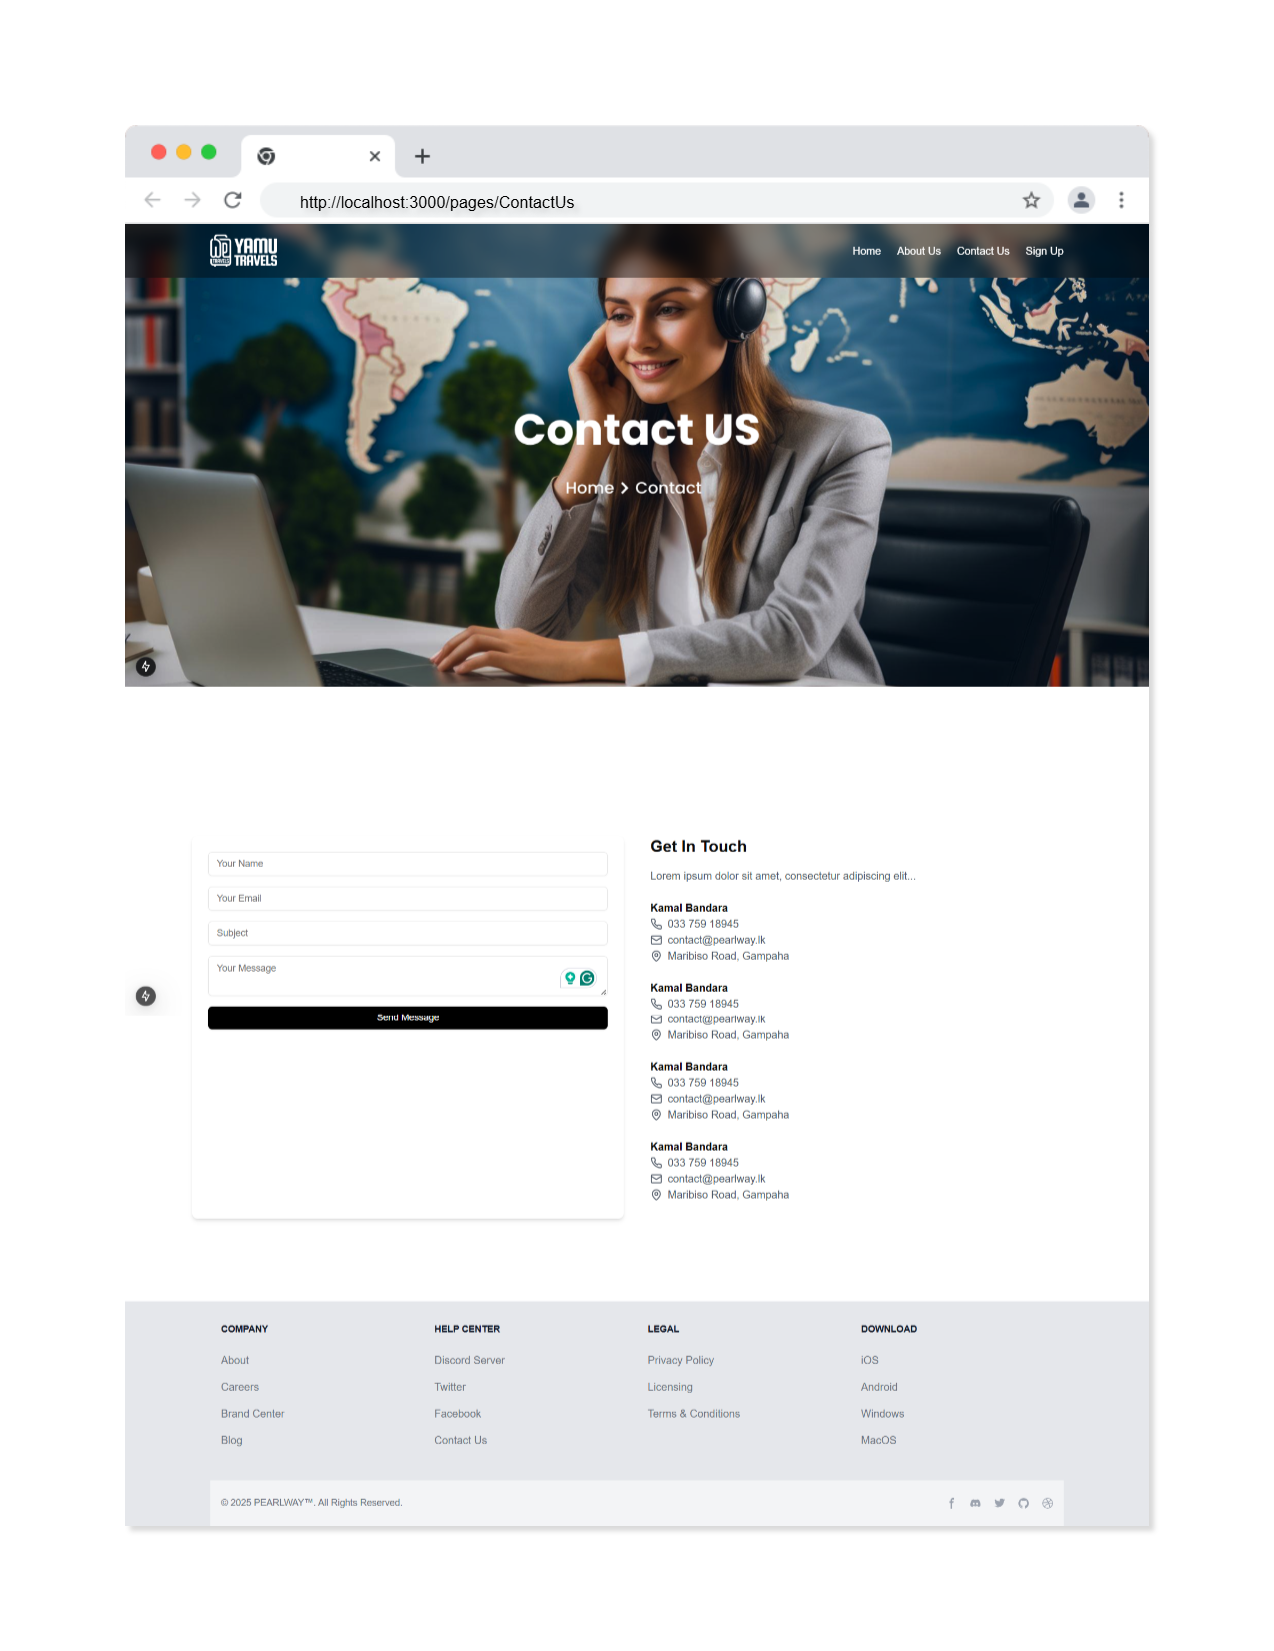 http://localhost:3000/pages/ContactUs
YAMU
TRAVELS
Home About Us Contact Us Sign Up
Contact US
Home > Contact
Your Name
Your Email
Subject
Your Message
Send Message
Get In Touch
Lorem ipsum dolor sit amet, consectetur adipiscing elit...
Kamal Bandara
033 759 18945
contact@pearlway.lk
Maribiso Road, Gampaha
Kamal Bandara
033 759 18945
contact@pearlway.lk
Maribiso Road, Gampaha
Kamal Bandara
033 759 18945
contact@pearlway.lk
Maribiso Road, Gampaha
Kamal Bandara
033 759 18945
contact@pearlway.lk
Maribiso Road, Gampaha
COMPANY
About
Careers
Brand Center
Blog
HELP CENTER
Discord Server
Twitter
Facebook
Contact Us
LEGAL
Privacy Policy
Licensing
Terms & Conditions
DOWNLOAD
iOS
Android
Windows
MacOS
© 2025 PEARLWAY™. All Rights Reserved.